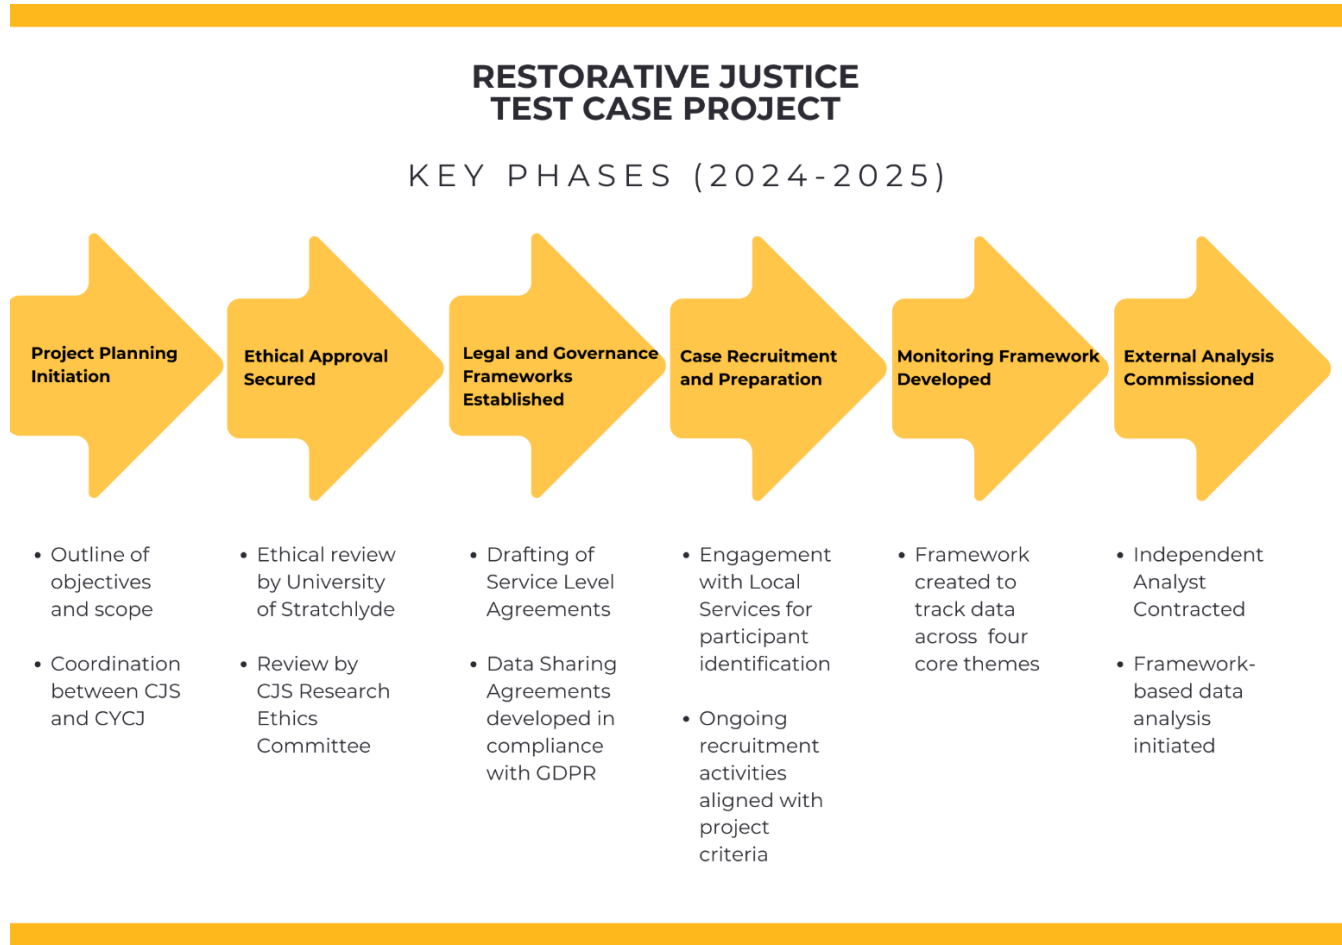 RESTORATIVE JUSTICE
TEST CASE PROJECT
KEY PHASES (2024-2025)
Project Planning
Initiation
Ethical Approval
Secured
Legal and Governance
Frameworks
Established
Case Recruitment
and Preparation
Monitoring Framework
Developed
External Analysis
Commissioned
• Outline of
objectives
and scope
• Coordination
between CJS
and CYCJ
• Ethical review
by University
of Stratchlyde
• Review by
CJS Research
Ethics
Committee
• Drafting of
Service Level
Agreements
• Data Sharing
Agreements
developed in
compliance
with GDPR
• Engagement
with Local
Services for
participant
identification
• Ongoing
recruitment
activities
aligned with
project
criteria
• Framework
created to
track data
across four
core themes
• Independent
Analyst
Contracted
• Framework-
based data
analysis
initiated